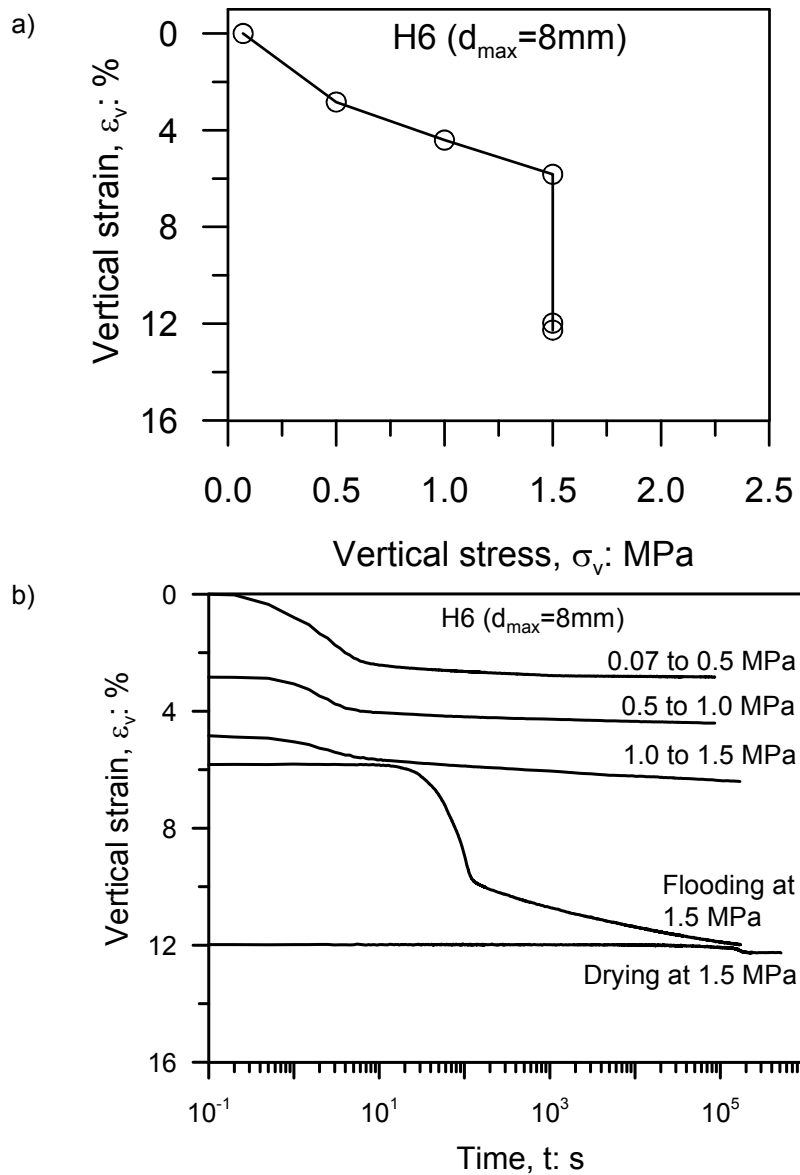 a)
H6 (dmax=8mm)
Vertical strain, εv: %
0
4
8
12
16
0.0 0.5 1.0 1.5 2.0 2.5
Vertical stress, σv: MPa
b)
H6 (dmax=8mm)
Vertical strain, εv: %
0
4
8
12
16
0.07 to 0.5 MPa
0.5 to 1.0 MPa
1.0 to 1.5 MPa
Flooding at
1.5 MPa
Drying at 1.5 MPa
10-1 101 103 105
Time, t: s